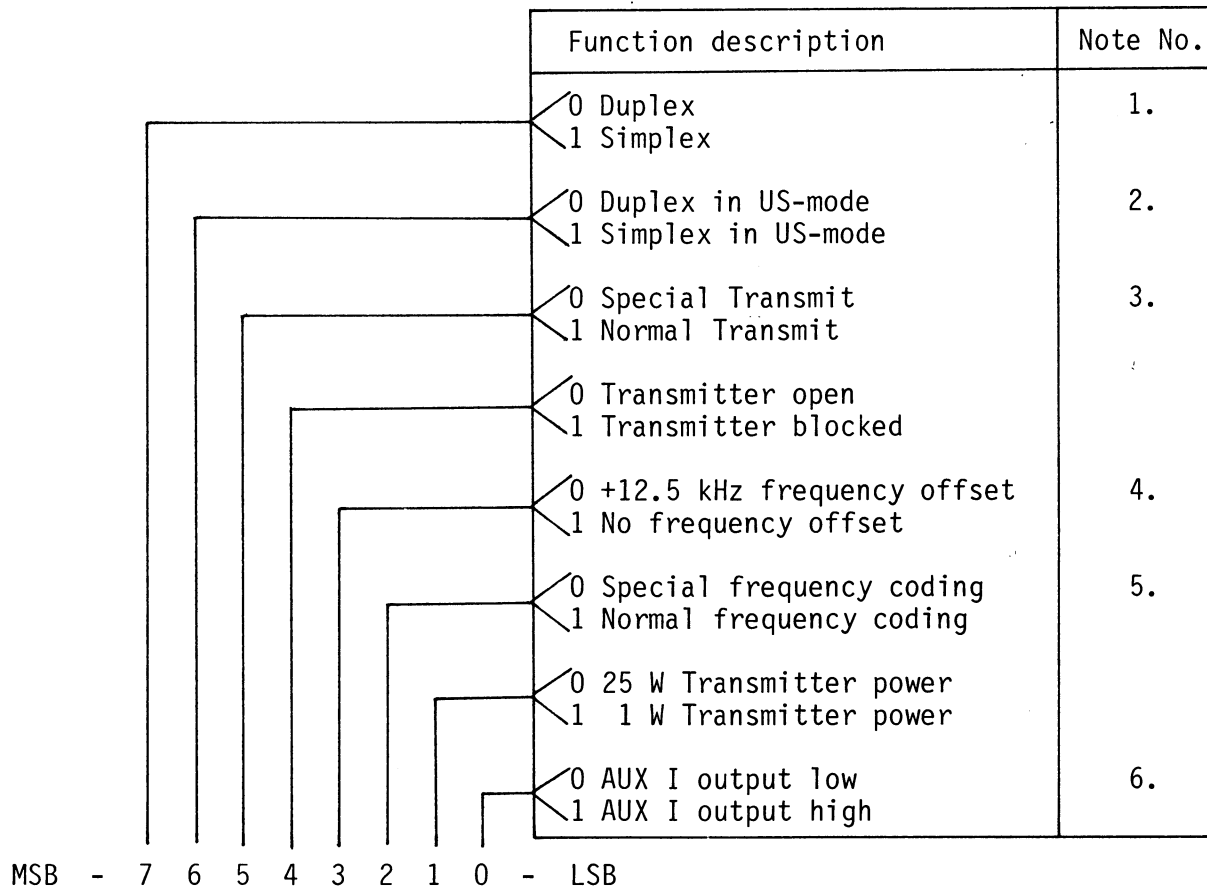 Function description Note No.
0 Duplex 1.
1 Simplex
0 Duplex in US-mode 2.
1 Simplex in US-mode
0 Special Transmit 3.
1 Normal Transmit
0 Transmitter open
1 Transmitter blocked
0 +12.5 kHz frequency offset 4.
1 No frequency offset
0 Special frequency coding 5.
1 Normal frequency coding
0 25 W Transmitter power
1 1 W Transmitter power
0 AUX I output low 6.
1 AUX I output high
MSB - 7 6 5 4 3 2 1 0 - LSB